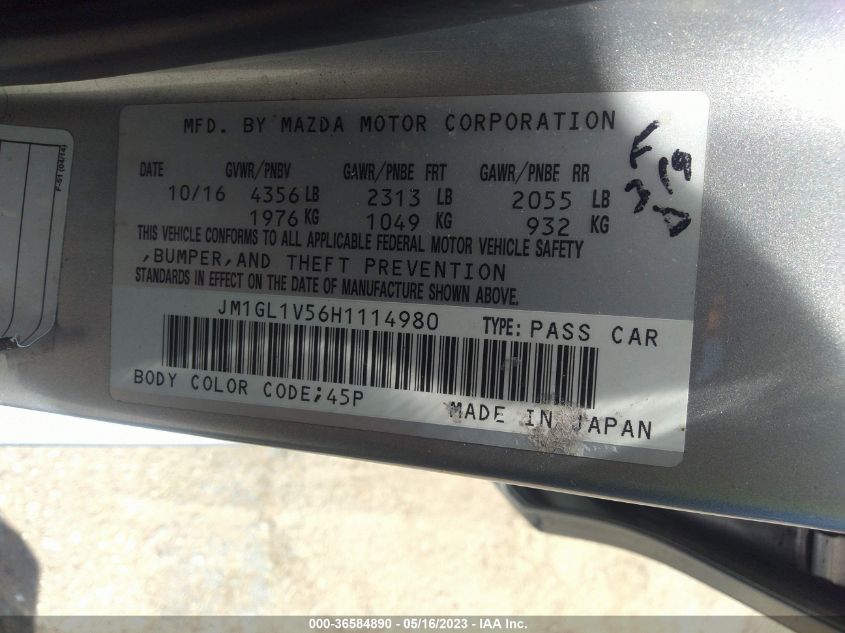 MFD. BY MAZDA MOTOR CORPORATION
DATE GVWR/PNBV GAWR/PNBE FRT GAWR/PNBE RR
10/16 4356 LB 2313 LB 2055 LB
1976 KG 1049 KG 932 KG
THIS VEHICLE CONFORMS TO ALL APPLICABLE FEDERAL MOTOR VEHICLE SAFETY
,BUMPER,AND THEFT PREVENTION
STANDARDS IN EFFECT ON THE DATE OF MANUFACTURE SHOWN ABOVE.
JM1GL1V56H1114980 TYPE: PASS CAR
BODY COLOR CODE;45P
MADE IN JAPAN
F-51 (04/14)
000-36584890 - 05/16/2023 - IAA Inc.